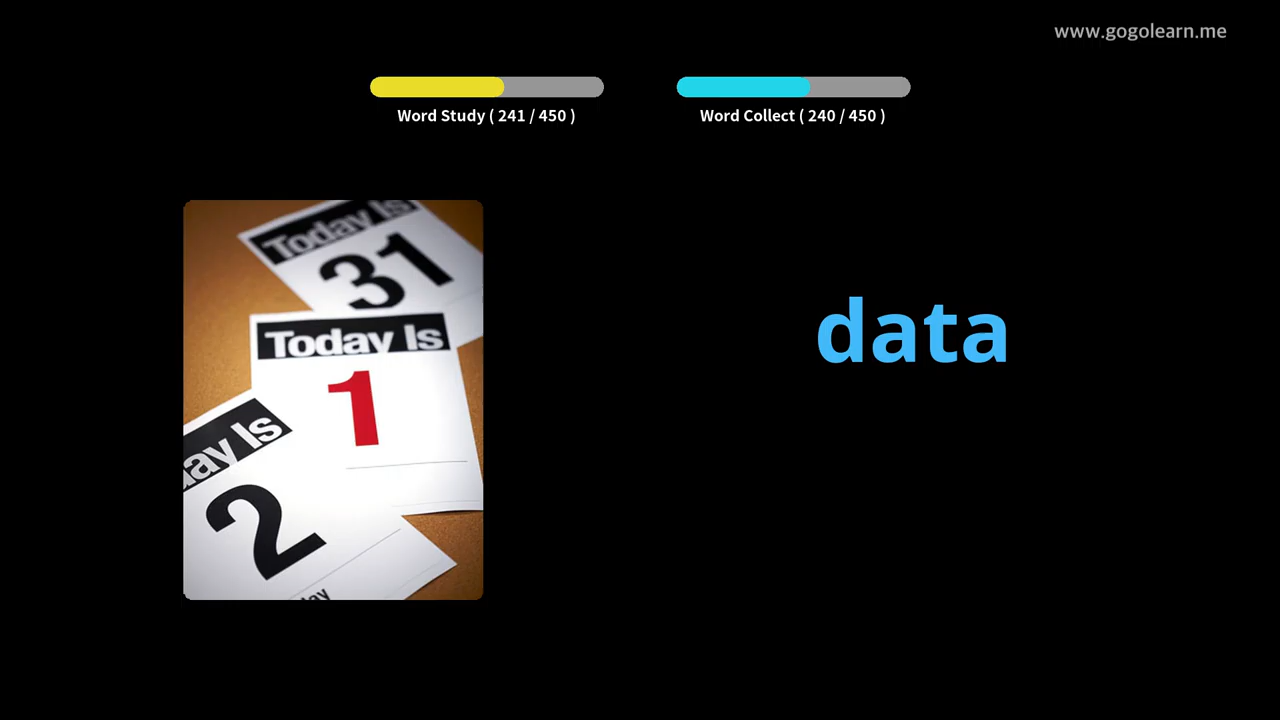 www.gogolearn.me
Word Study ( 241 / 450 )
Word Collect ( 240 / 450 )
Today Is
31
Today Is
1
data
ay Is
2
ay